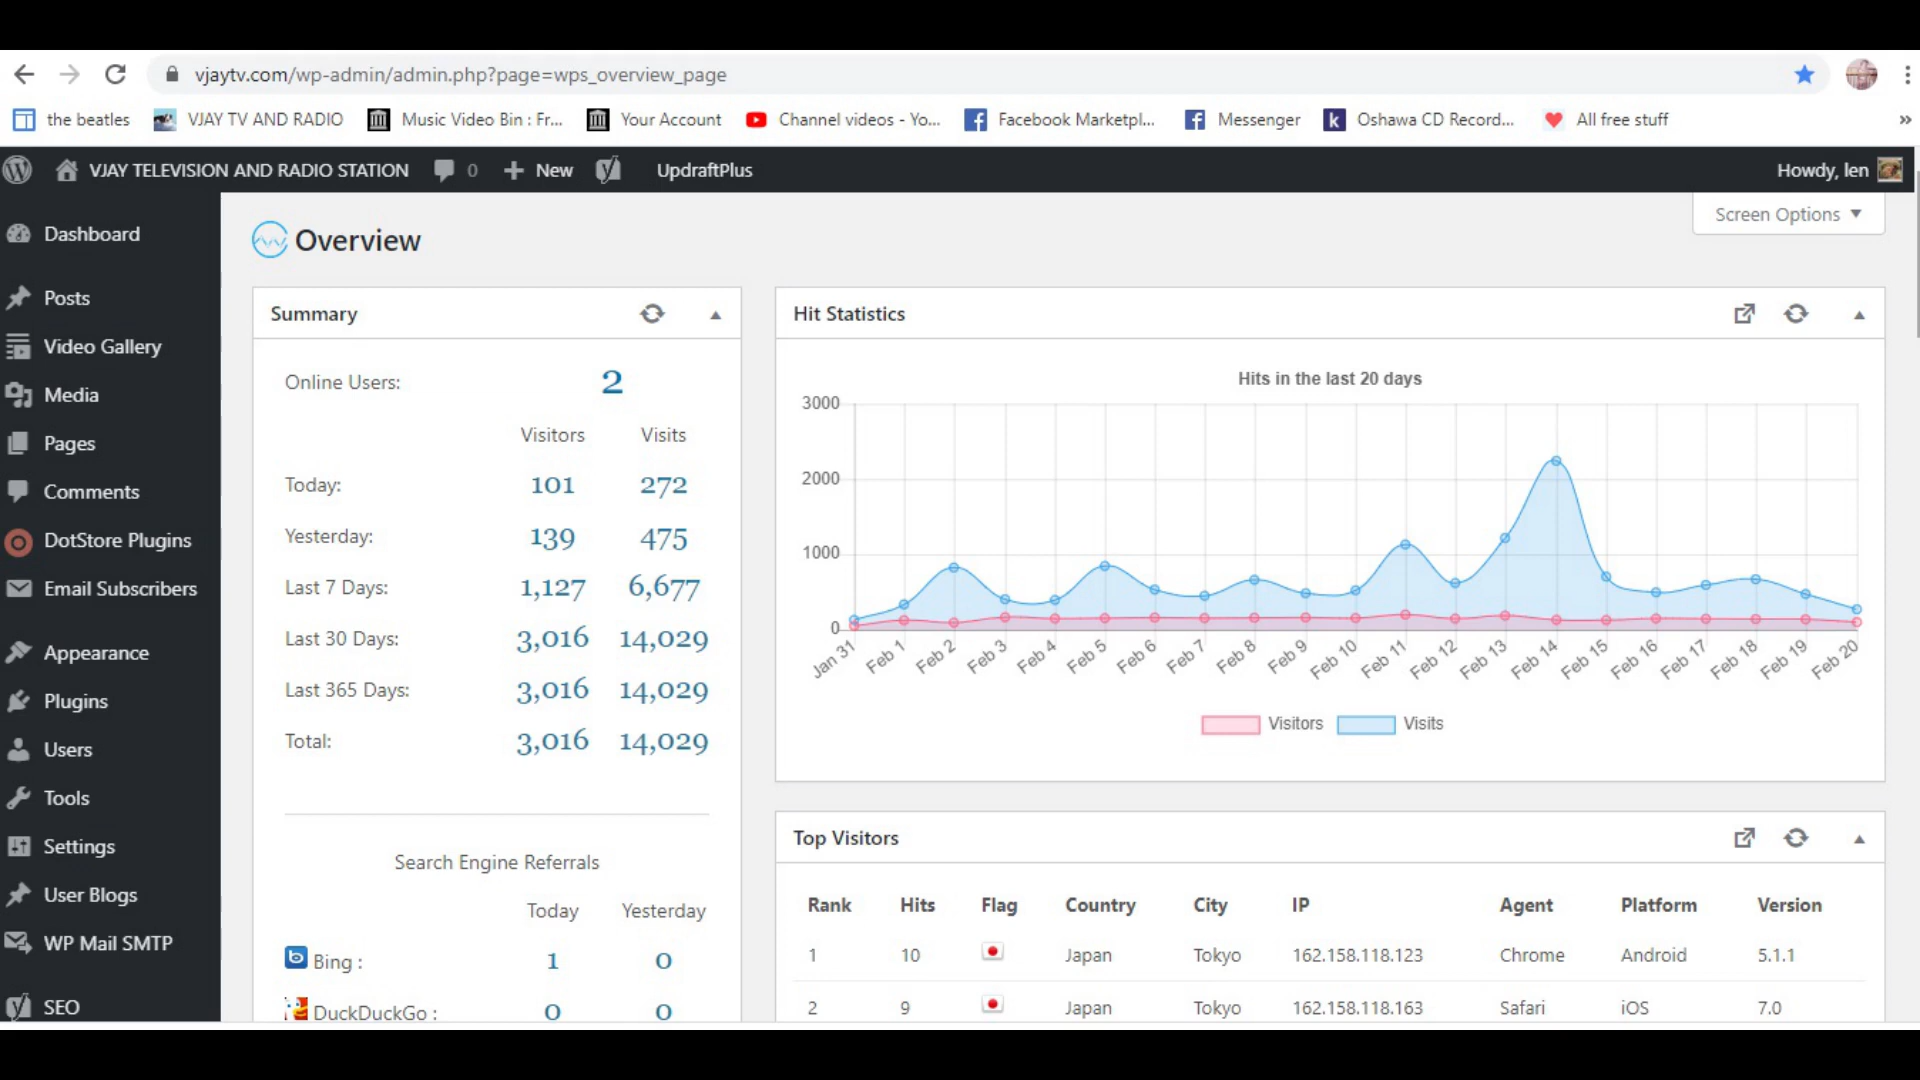 vjaytv.com/wp-admin/admin.php?page=wps_overview_page
the beatles VJAY TV AND RADIO Music Video Bin : Fr... Your Account Channel videos - Yo... Facebook Marketpl... Messenger Oshawa CD Record... All free stuff »
VJAY TELEVISION AND RADIO STATION 0 + New UpdraftPlus Howdy, len
Screen Options
Dashboard
Posts
Video Gallery
Media
Pages
Comments
DotStore Plugins
Email Subscribers
Appearance
Plugins
Users
Tools
Settings
User Blogs
WP Mail SMTP
SEO
Overview
Summary
Online Users: 2
Visitors Visits
Today: 101 272
Yesterday: 139 475
Last 7 Days: 1,127 6,677
Last 30 Days: 3,016 14,029
Last 365 Days: 3,016 14,029
Total: 3,016 14,029
Search Engine Referrals
Today Yesterday
Bing : 1 0
DuckDuckGo : 0 0
Hit Statistics
Hits in the last 20 days
3000
2000
1000
0
Jan 31 Feb 1 Feb 2 Feb 3 Feb 4 Feb 5 Feb 6 Feb 7 Feb 8 Feb 9 Feb 10 Feb 11 Feb 12 Feb 13 Feb 14 Feb 15 Feb 16 Feb 17 Feb 18 Feb 19 Feb 20
Visitors Visits
Top Visitors
Rank Hits Flag Country City IP Agent Platform Version
1 10 Japan Tokyo 162.158.118.123 Chrome Android 5.1.1
2 9 Japan Tokyo 162.158.118.163 Safari iOS 7.0